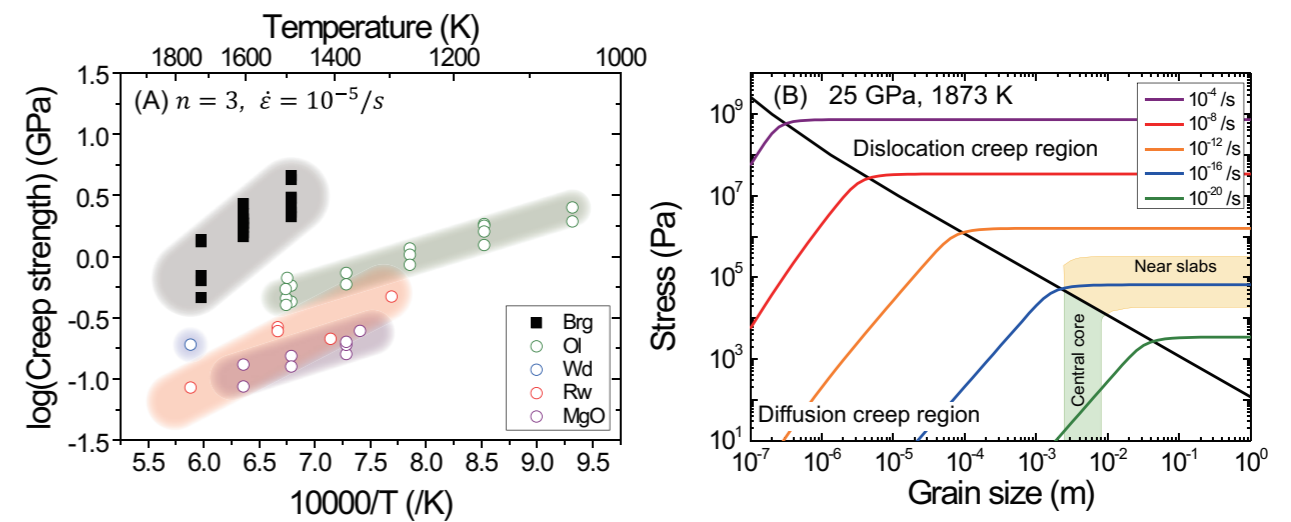 Temperature (K)
1800 1600 1400 1200 1000
(A) n = 3, ε̇ = 10⁻⁵/s
log(Creep strength) (GPa)
1.5
1.0
0.5
0.0
-0.5
-1.0
-1.5
Brg
Ol
Wd
Rw
MgO
5.5 6.0 6.5 7.0 7.5 8.0 8.5 9.0 9.5
10000/T (/K)
(B) 25 GPa, 1873 K
10⁻⁴ /s
10⁻⁸ /s
10⁻¹² /s
10⁻¹⁶ /s
10⁻²⁰ /s
Stress (Pa)
10⁹
10⁷
10⁵
10³
10¹
Dislocation creep region
Near slabs
Central core
Diffusion creep region
10⁻⁷ 10⁻⁶ 10⁻⁵ 10⁻⁴ 10⁻³ 10⁻² 10⁻¹ 10⁰
Grain size (m)